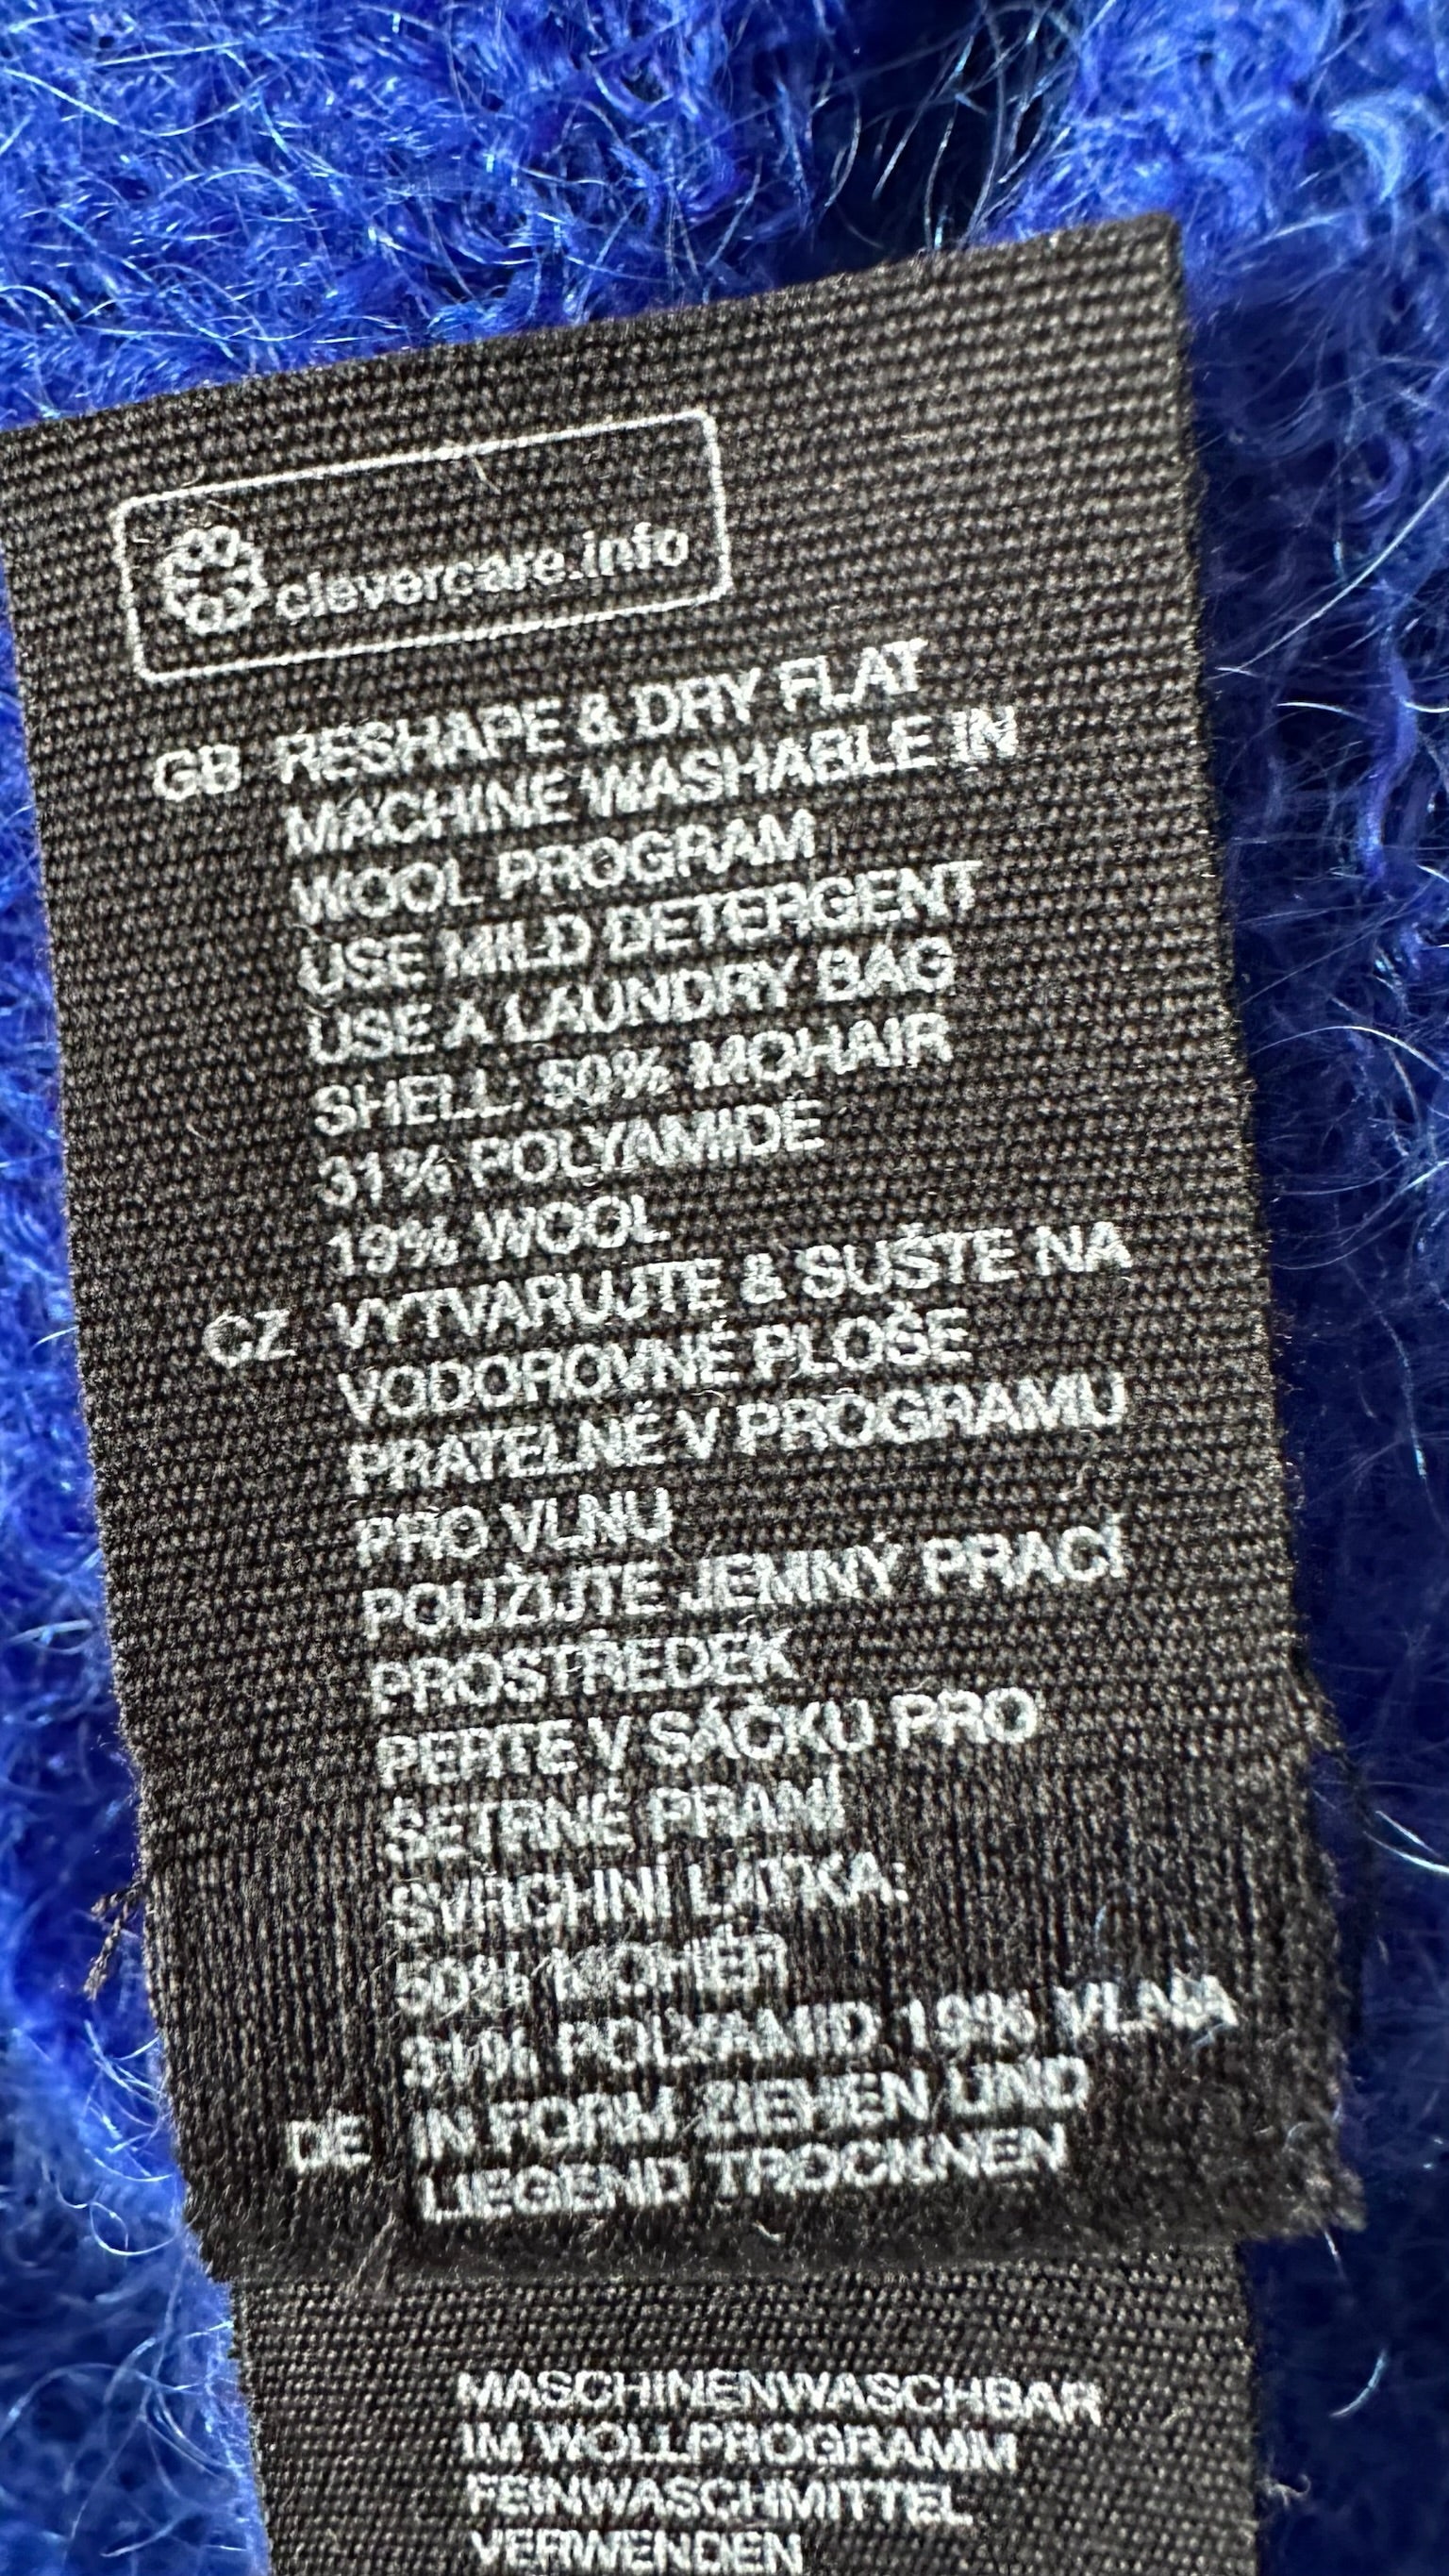 clevercare.info
GB RESHAPE & DRY FLAT
MACHINE WASHABLE IN
WOOL PROGRAM
USE MILD DETERGENT
USE A LAUNDRY BAG
SHELL: 50% MOHAIR
31% POLYAMIDE
19% WOOL
CZ VYTVARUJTE & SUŠTE NA
VODOROVNÉ PLOŠE
PRATELNÉ V PROGRAMU
PRO VLNU
POUŽIJTE JEMNÝ PRACÍ
PROSTŘEDEK
PERTE V SÁČKU PRO
ŠETRNÉ PRANÍ
SVRCHNÍ LÁTKA:
50% MOHÉR
31% POLYAMID 19% VLNA
DE IN FORM ZIEHEN UND
LIEGEND TROCKNEN
MASCHINENWASCHBAR
IM WOLLPROGRAMM
FEINWASCHMITTEL
VERWENDEN